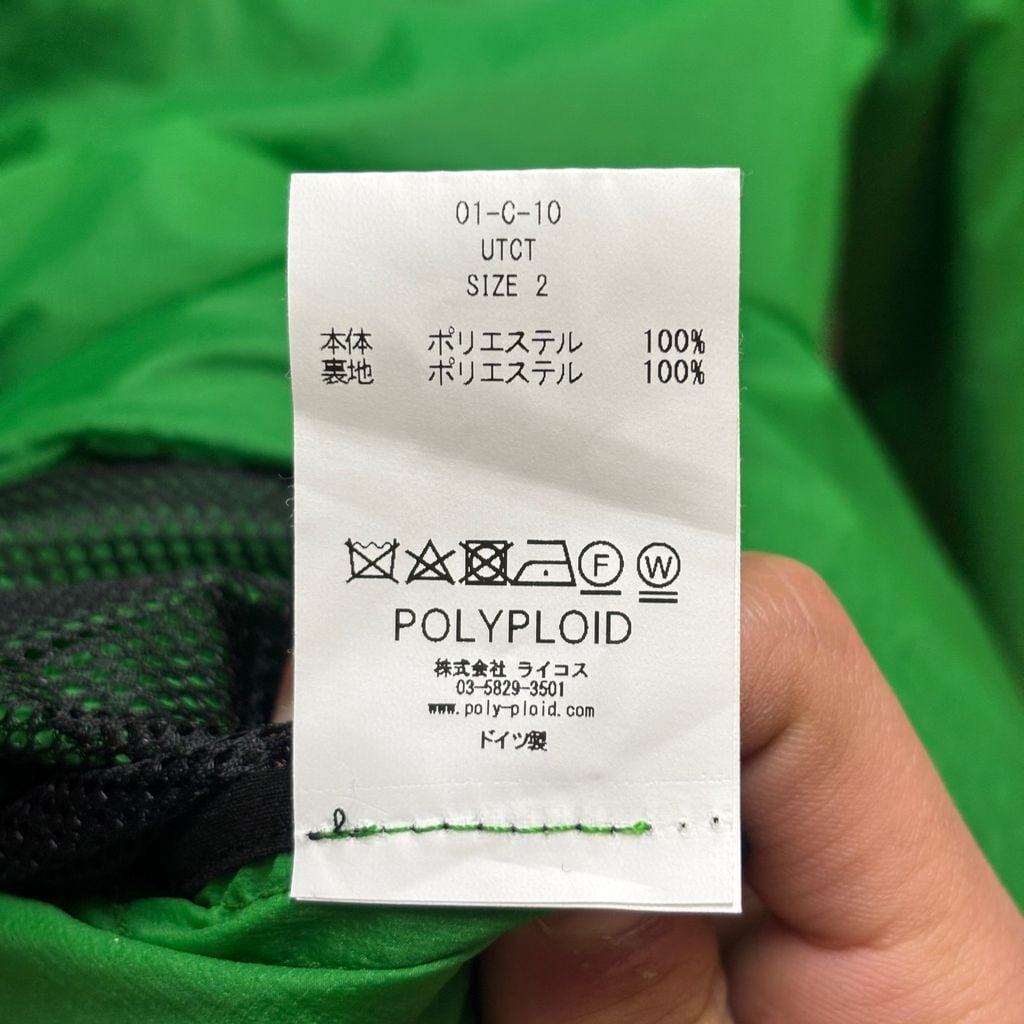 01-C-10
UTCT
SIZE 2
本体 ポリエステル 100%
裏地 ポリエステル 100%
F W
POLYPLOID
株式会社 ライコス
03-5829-3501
www.poly-ploid.com
ドイツ製